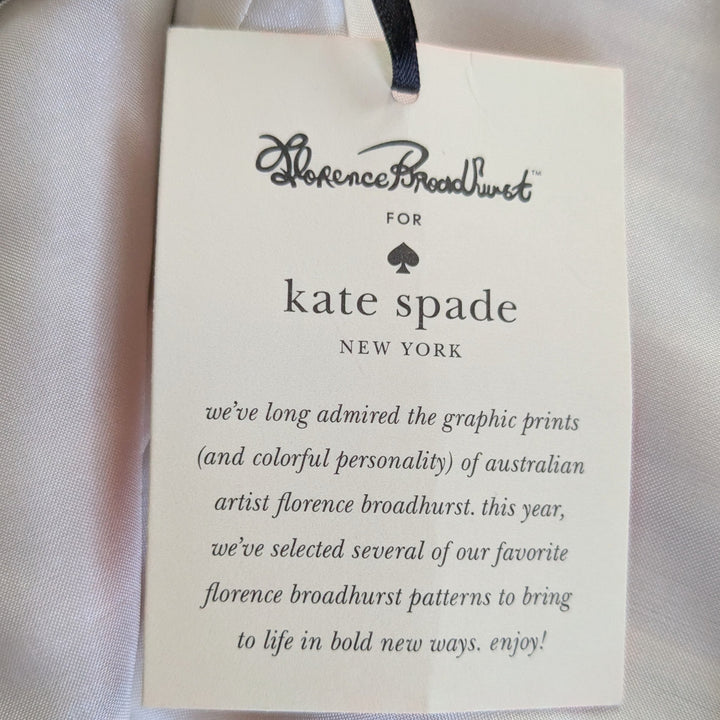 Florence Broadhurst™
FOR
kate spade
NEW YORK
we've long admired the graphic prints
(and colorful personality) of australian
artist florence broadhurst. this year,
we've selected several of our favorite
florence broadhurst patterns to bring
to life in bold new ways. enjoy!